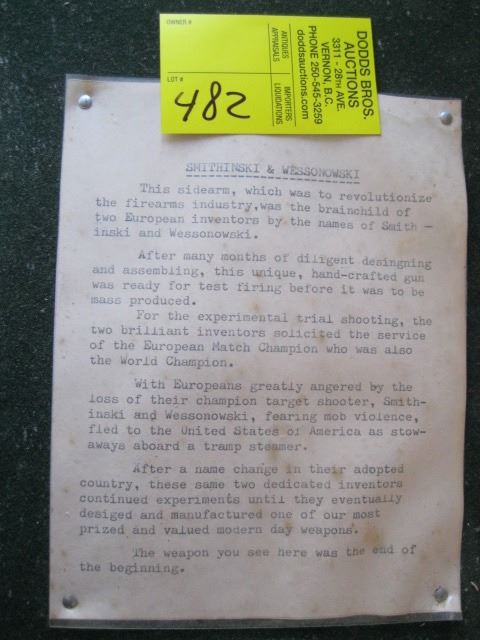 OWNER #
LOT #
482
ANTIQUES
APPRAISALS
IMPORTERS
LIQUIDATIONS
DODDS BROS.
AUCTIONS
3311 - 28TH AVE.
VERNON, B.C.
PHONE 250-545-3259
doddsauctions.com
SMITHINSKI & WESSONOWSKI
This sidearm, which was to revolutionize
the firearms industry,was the brainchild of
two European inventors by the names of Smith -
inski and Wessonowski.
After many months of diligent desingning
and assembling, this unique, hand-crafted gun
was ready for test firing before it was to be
mass produced.
For the experimental trial shooting, the
two brilliant inventors solicited the service
of the European Match Champion who was also
the World Champion.
With Europeans greatly angered by the
loss of their champion target shooter, Smith-
inski and Wessonowski, fearing mob violence,
fled to the United States of America as stow-
aways aboard a tramp steamer.
After a name change in their adopted
country, these same two dedicated inventors
continued experiments until they eventually
desiged and manufactured one of our most
prized and valued modern day weapons.
The weapon you see here was the end of
the beginning.